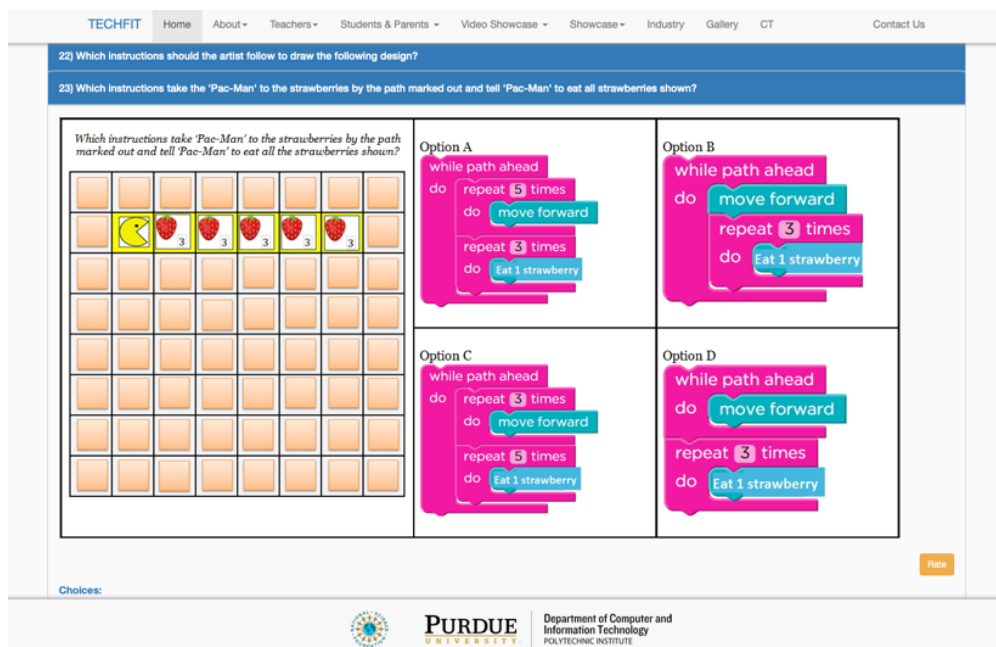 TECHFIT Home About Teachers Students & Parents Video Showcase Showcase Industry Gallery CT Contact Us
22) Which instructions should the artist follow to draw the following design?
23) Which instructions take the 'Pac-Man' to the strawberries by the path marked out and tell 'Pac-Man' to eat all strawberries shown?
Which instructions take 'Pac-Man' to the strawberries by the path
marked out and tell 'Pac-Man' to eat all the strawberries shown?
3 3 3 3 3
Option A
while path ahead
do repeat 5 times
do move forward
repeat 3 times
do Eat 1 strawberry
Option B
while path ahead
do move forward
repeat 3 times
do Eat 1 strawberry
Option C
while path ahead
do repeat 3 times
do move forward
repeat 5 times
do Eat 1 strawberry
Option D
while path ahead
do move forward
repeat 3 times
do Eat 1 strawberry
Rate
Choices:
PURDUE
UNIVERSITY
Department of Computer and
Information Technology
POLYTECHNIC INSTITUTE